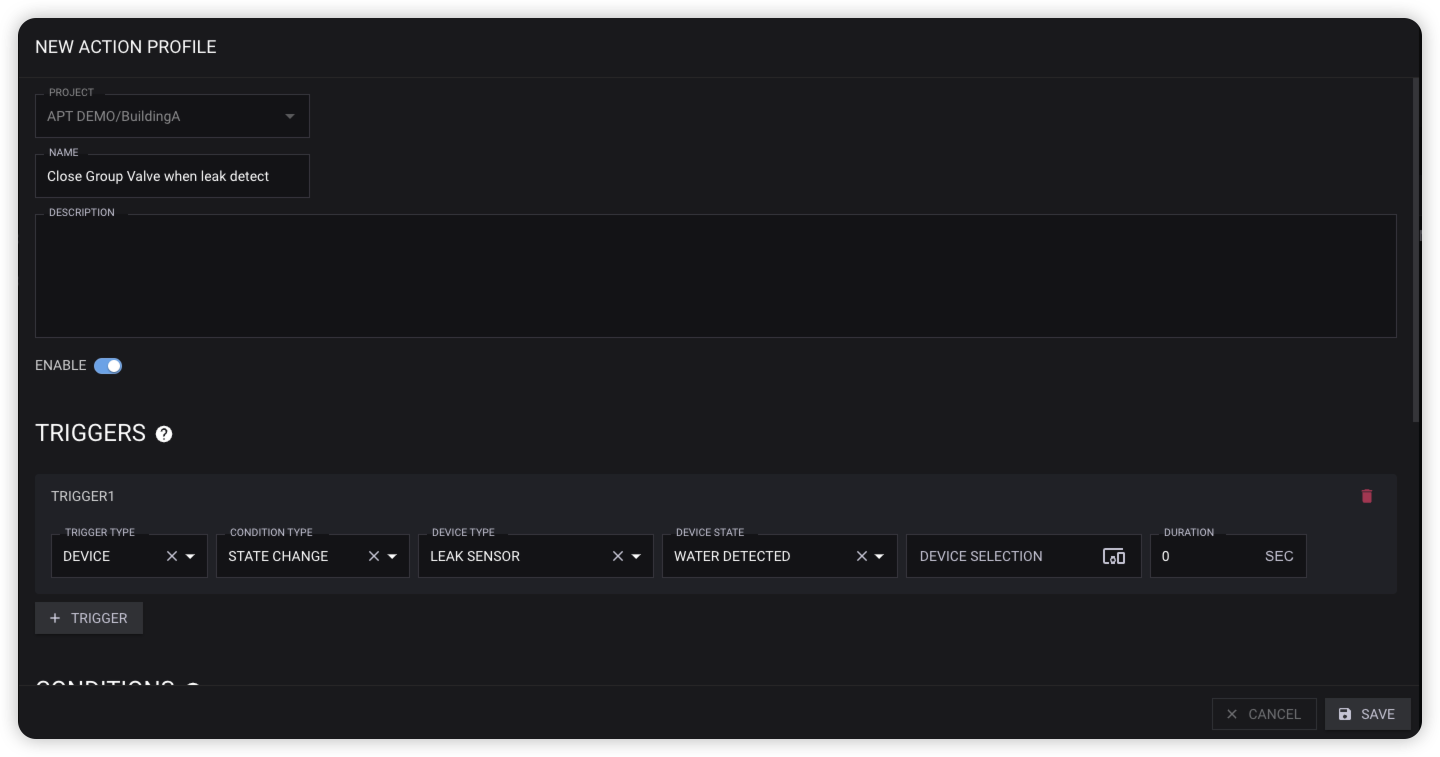 NEW ACTION PROFILE
PROJECT
APT DEMO/BuildingA
NAME
Close Group Valve when leak detect
DESCRIPTION
ENABLE
TRIGGERS ?
TRIGGER1
TRIGGER TYPE CONDITION TYPE DEVICE TYPE DEVICE STATE DURATION
DEVICE STATE CHANGE LEAK SENSOR WATER DETECTED DEVICE SELECTION 0 SEC
+ TRIGGER
CONDITIONS
CANCEL SAVE